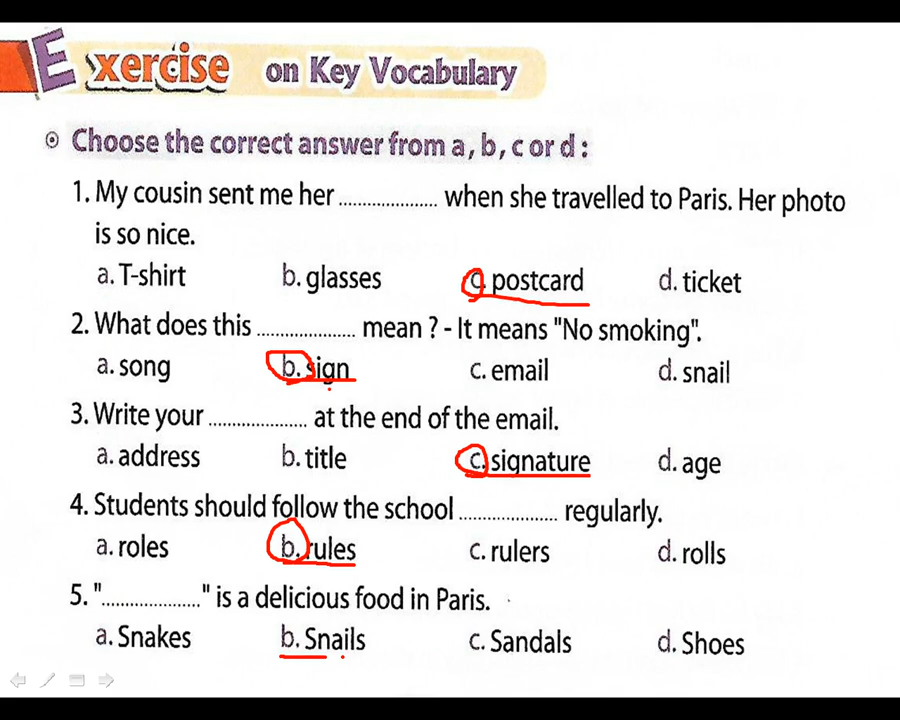 Exercise on Key Vocabulary
Choose the correct answer from a, b, c or d :
1. My cousin sent me her .................... when she travelled to Paris. Her photo
is so nice.
a. T-shirt b. glasses c. postcard d. ticket
2. What does this .................... mean ? - It means "No smoking".
a. song b. sign c. email d. snail
3. Write your .................... at the end of the email.
a. address b. title c. signature d. age
4. Students should follow the school .................... regularly.
a. roles b. rules c. rulers d. rolls
5. "...................." is a delicious food in Paris.
a. Snakes b. Snails c. Sandals d. Shoes